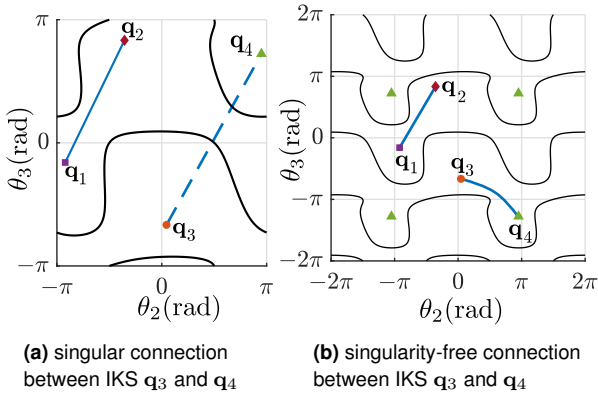 π
0
−π
θ₃(rad)
q₂
q₄
q₁
q₃
−π
0
π
θ₂(rad)
2π
π
0
−π
−2π
θ₃(rad)
q₂
q₁
q₃
q₄
−2π
−π
0
π
2π
θ₂(rad)
(a) singular connection
between IKS q₃ and q₄
(b) singularity-free connection
between IKS q₃ and q₄